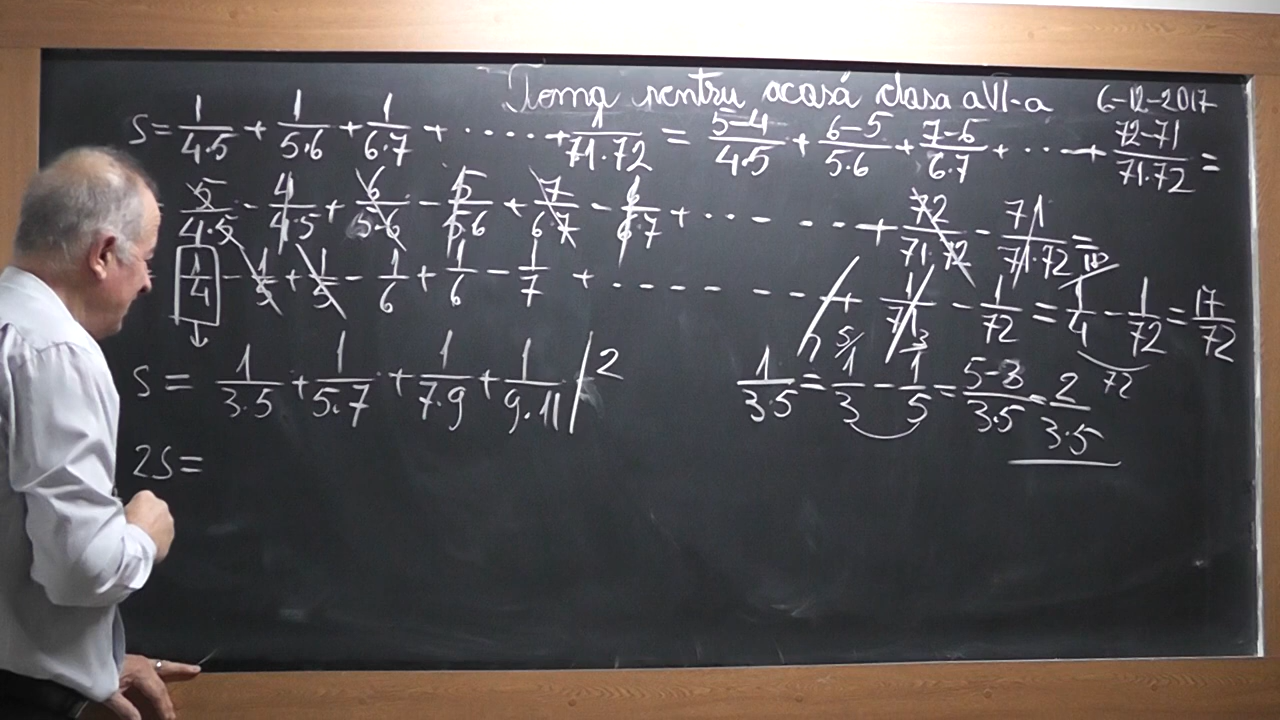 Tema pentru acasă clasa a VI-a 6-12-2017
S = 1/(4·5) + 1/(5·6) + 1/(6·7) + ..... + 1/(71·72) = (5-4)/(4·5) + (6-5)/(5·6) + (7-6)/(6·7) + ... + (72-71)/(71·72) =
5/(4·5) - 4/(4·5) + 6/(5·6) - 5/(5·6) + 7/(6·7) - 6/(6·7) + ... - - - - + 72/(71·72) - 71/(71·72) =
= 1/4 - 1/5 + 1/5 - 1/6 + 1/6 - 1/7 + - - - - - - - - + 1/71 - 1/72 = 18/ 1/4 - 1/72 = 17/72
72
S = 1/(3·5) + 1/(5·7) + 1/(7·9) + 1/(9·11) | ·2
1/(3·5) = 5/ 1/3 - 3/ 1/5 = (5-3)/(3·5) = 2/(3·5)
2S =